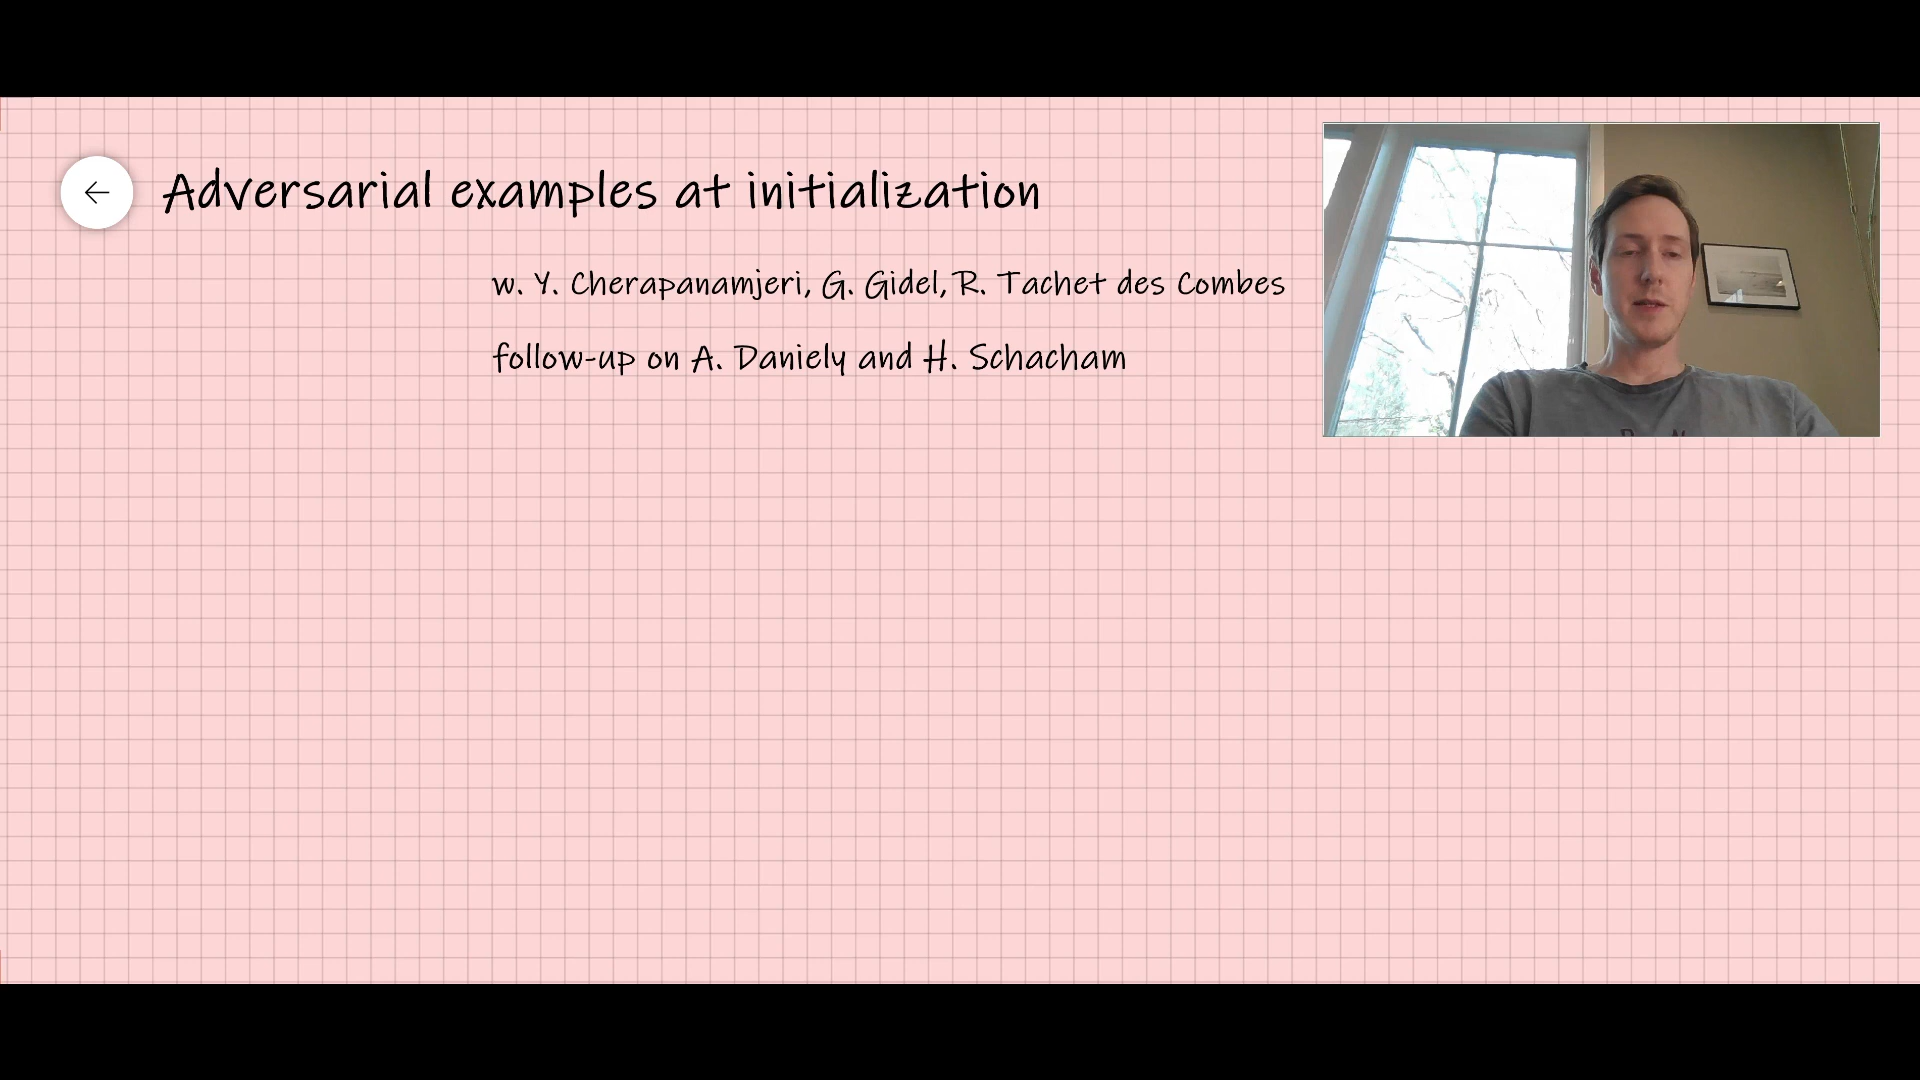 Adversarial examples at initialization
w. Y. Cherapanamjeri, G. Gidel, R. Tachet des Combes
follow-up on A. Daniely and H. Schacham